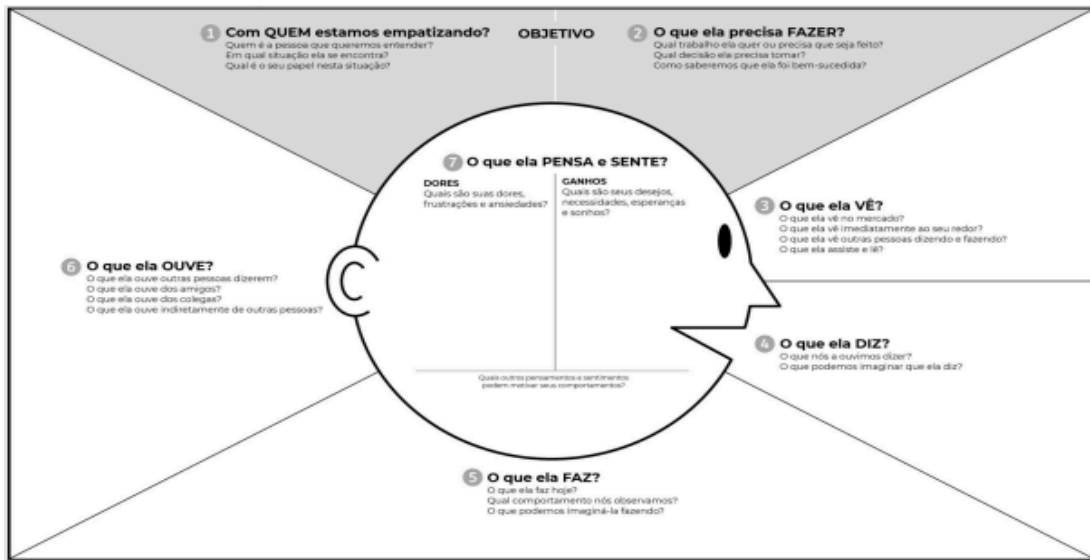 1 Com QUEM estamos empatizando?
Quem é a pessoa que queremos entender?
Em qual situação ela se encontra?
Qual é o seu papel nesta situação?
OBJETIVO
2 O que ela precisa FAZER?
Qual trabalho ela quer ou precisa que seja feito?
Qual decisão ela precisa tomar?
Como saberemos que ela foi bem-sucedida?
3 O que ela VÊ?
O que ela vê no mercado?
O que ela vê imediatamente ao seu redor?
O que ela vê outras pessoas dizendo e fazendo?
O que ela assiste e lê?
4 O que ela DIZ?
O que nós a ouvimos dizer?
O que podemos imaginar que ela diz?
5 O que ela FAZ?
O que ela faz hoje?
Qual comportamento nós observamos?
O que podemos imaginá-la fazendo?
6 O que ela OUVE?
O que ela ouve outras pessoas dizerem?
O que ela ouve dos amigos?
O que ela ouve dos colegas?
O que ela ouve indiretamente de outras pessoas?
7 O que ela PENSA e SENTE?
DORES
Quais são suas dores,
frustrações e ansiedades?
GANHOS
Quais são seus desejos,
necessidades, esperanças
e sonhos?
Quais outros pensamentos e sentimentos
podem motivar seus comportamentos?